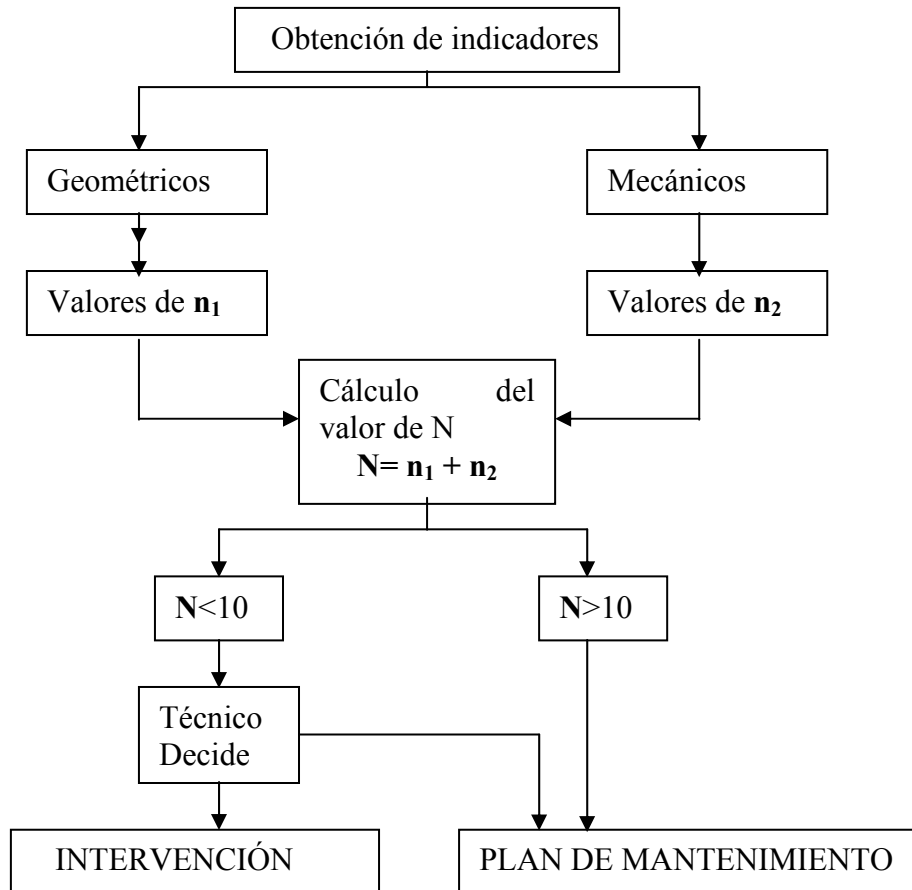 Obtención de indicadores
Geométricos
Mecánicos
Valores de n₁
Valores de n₂
Cálculo del
valor de N
N= n₁ + n₂
N<10
N>10
Técnico
Decide
INTERVENCIÓN
PLAN DE MANTENIMIENTO